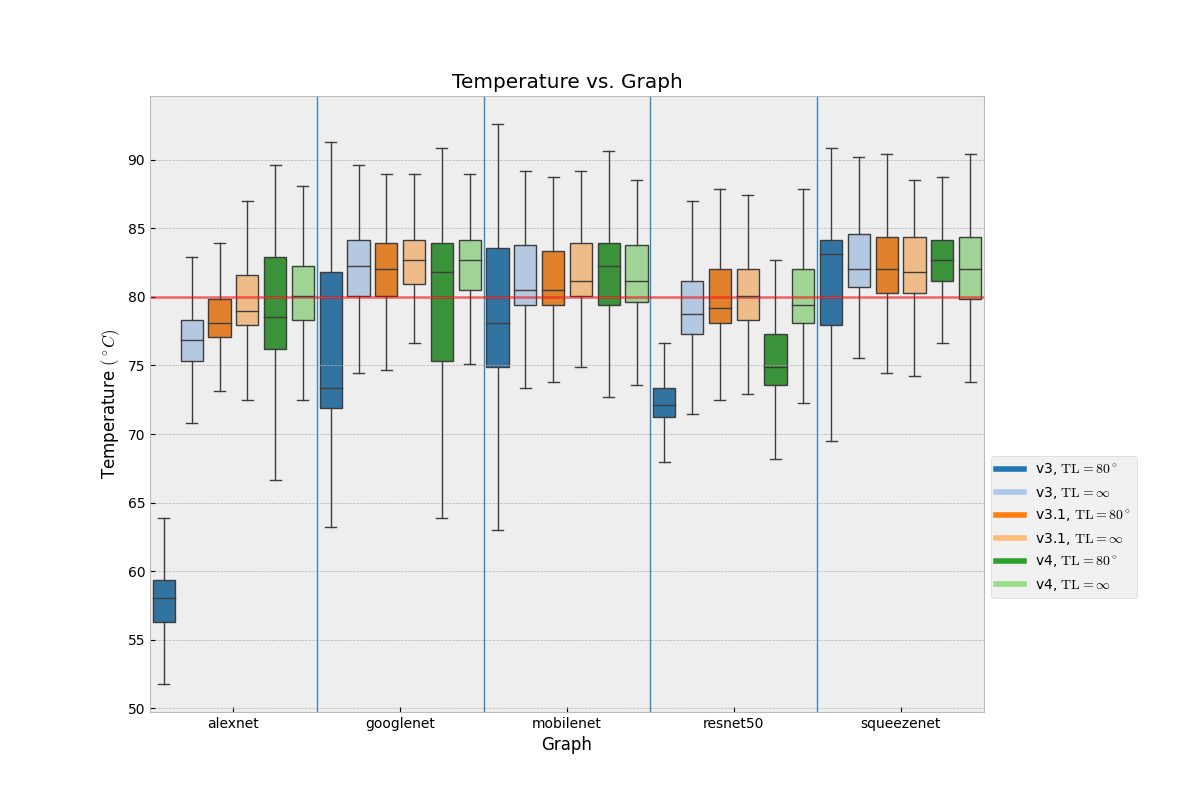 Temperature vs. Graph
Temperature (°C)
90
85
80
75
70
65
60
55
50
alexnet
googlenet
mobilenet
resnet50
squeezenet
Graph
v3, TL = 80°
v3, TL = ∞
v3.1, TL = 80°
v3.1, TL = ∞
v4, TL = 80°
v4, TL = ∞